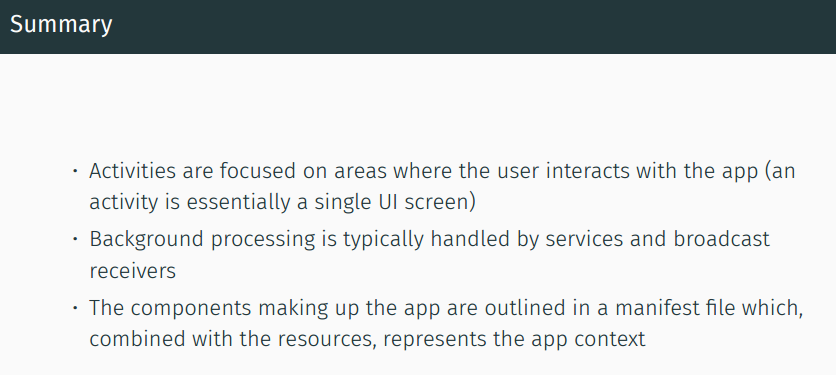 Summary
• Activities are focused on areas where the user interacts with the app (an
activity is essentially a single UI screen)
• Background processing is typically handled by services and broadcast
receivers
• The components making up the app are outlined in a manifest file which,
combined with the resources, represents the app context